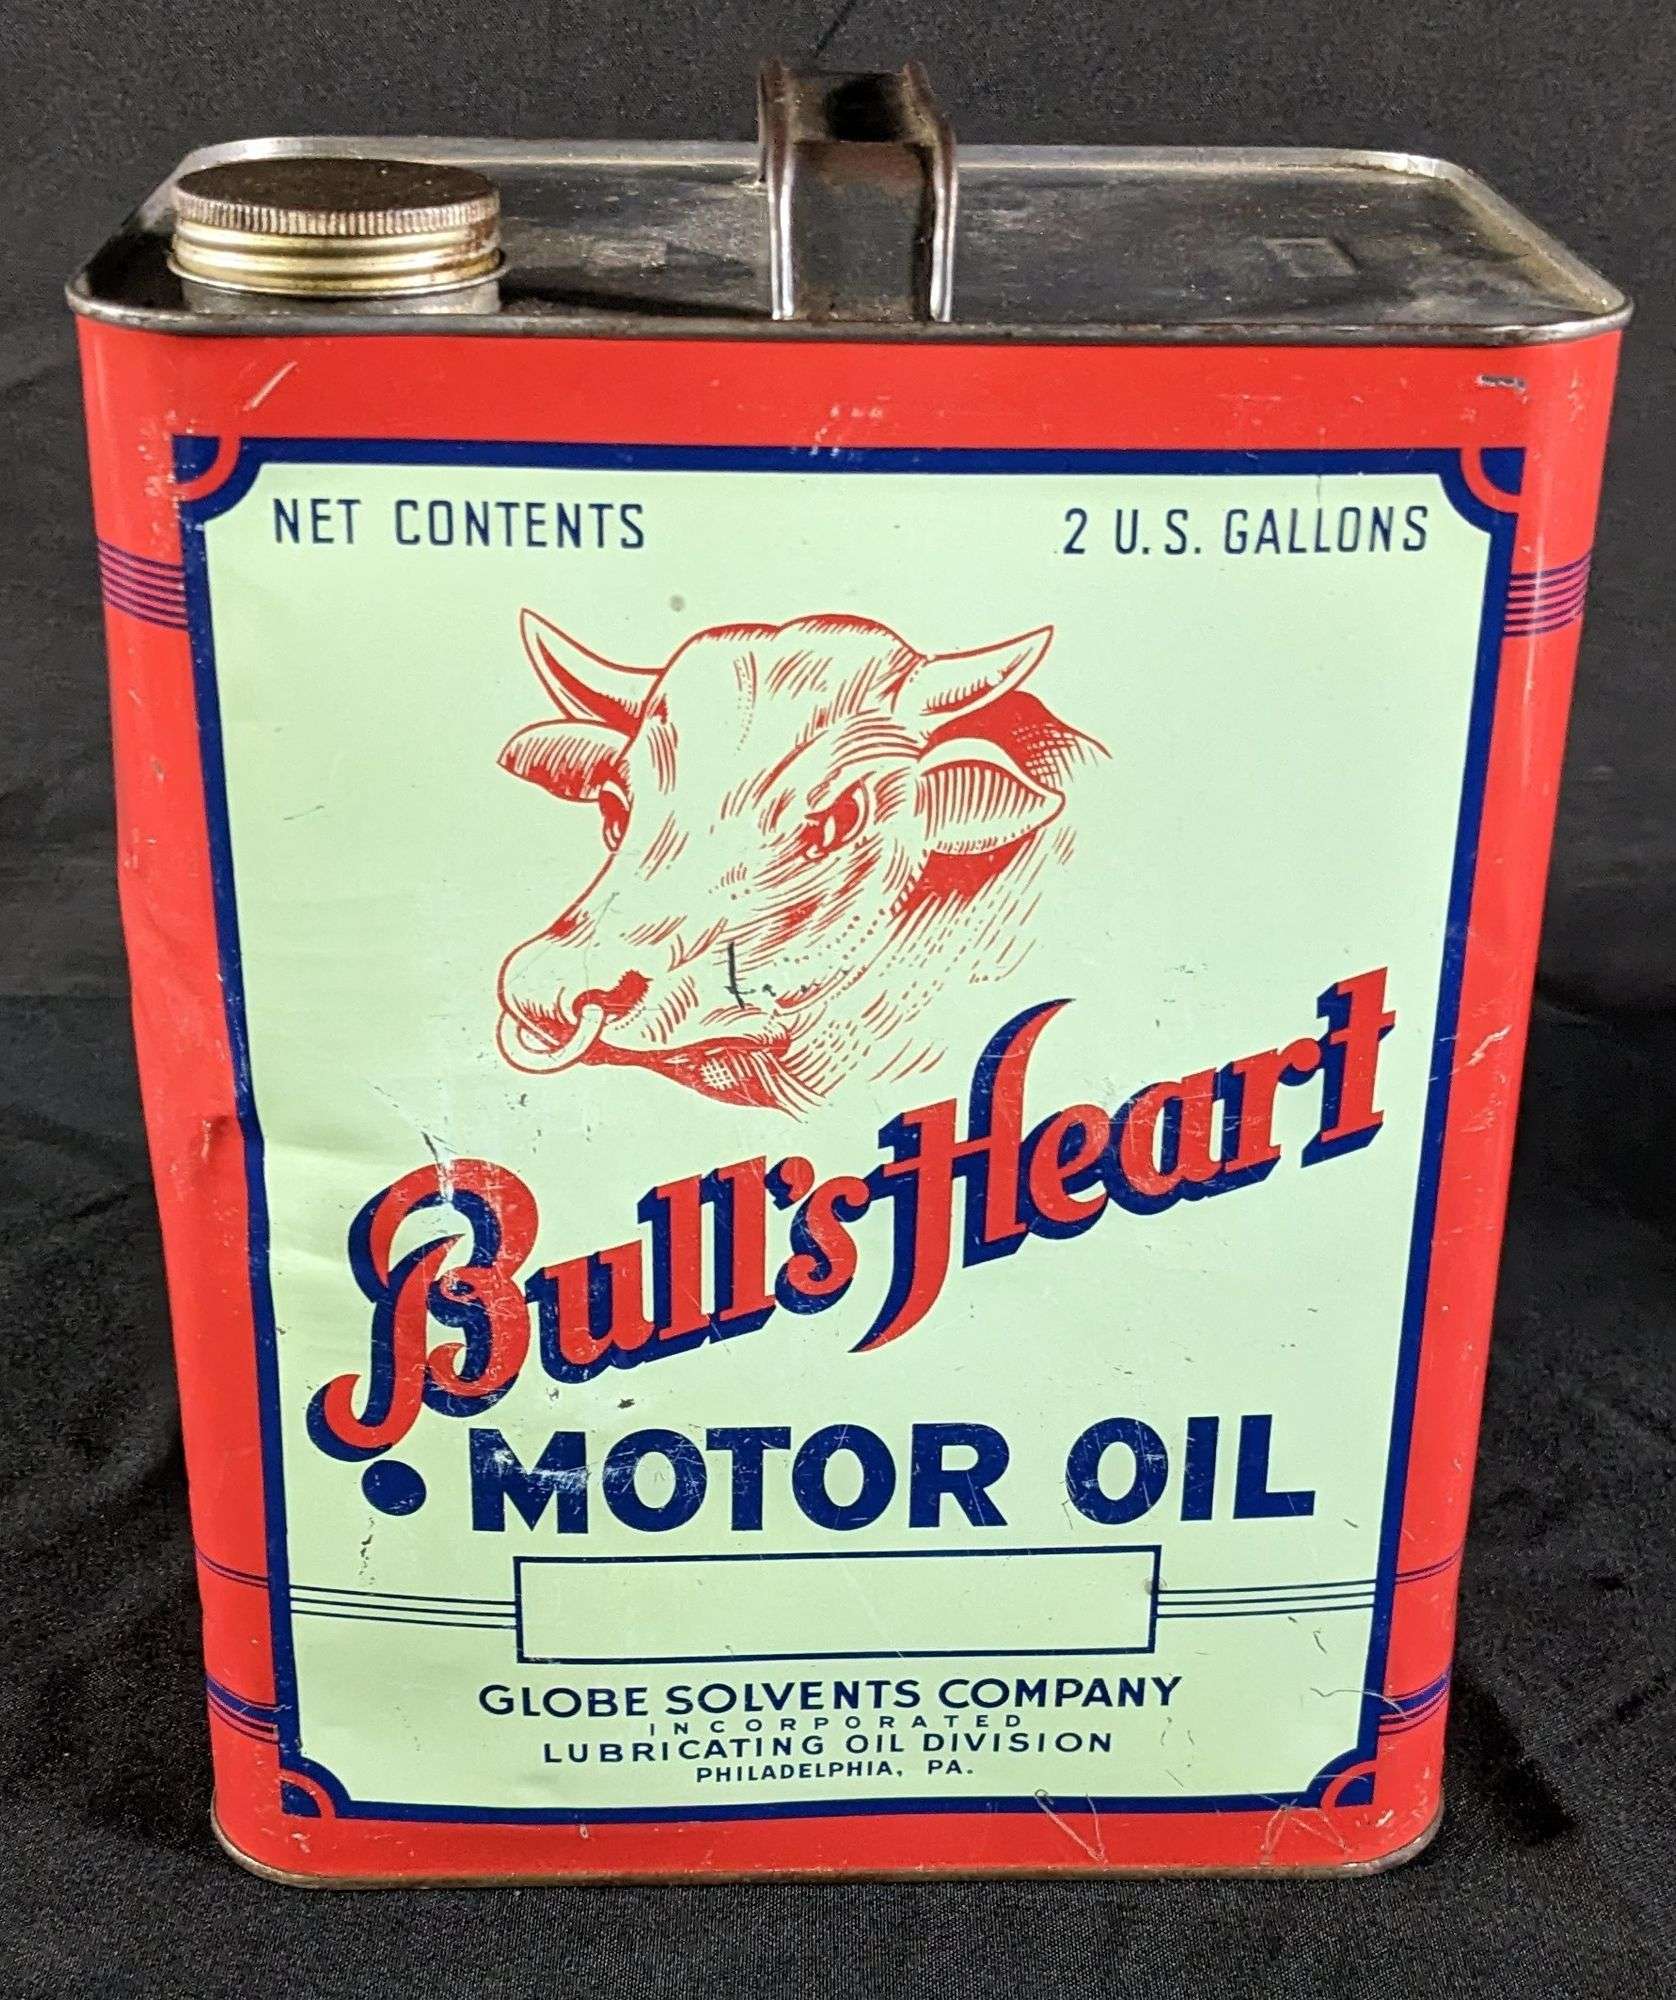 NET CONTENTS 2 U.S. GALLONS
Bull's Heart
MOTOR OIL
GLOBE SOLVENTS COMPANY
INCORPORATED
LUBRICATING OIL DIVISION
PHILADELPHIA, PA.